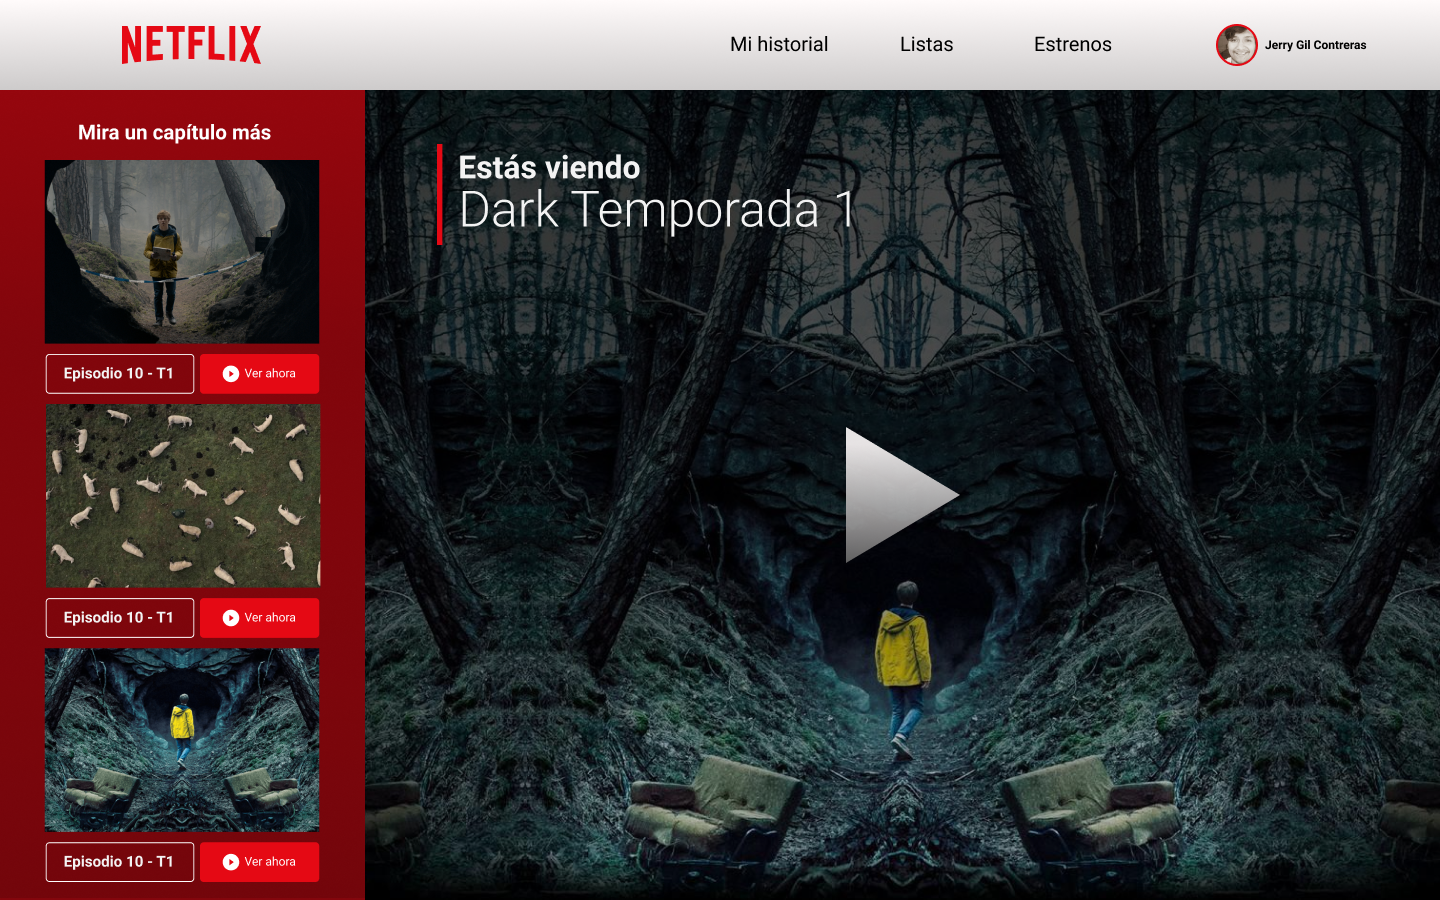 NETFLIX
Mi historial
Listas
Estrenos
Jerry Gil Contreras
Mira un capítulo más
Episodio 10 - T1
Ver ahora
Episodio 10 - T1
Ver ahora
Episodio 10 - T1
Ver ahora
Estás viendo
Dark Temporada 1